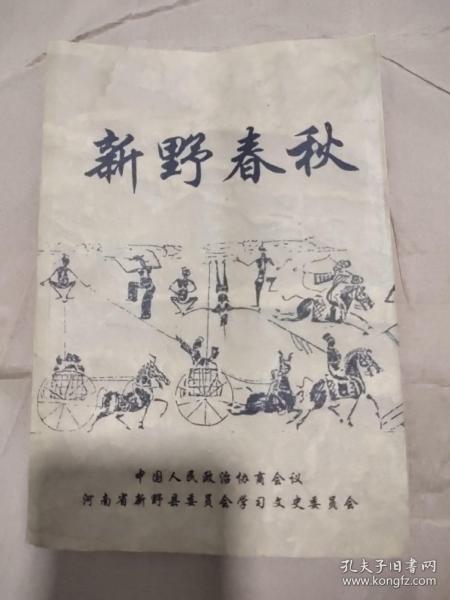 新野春秋
中国人民政治协商会议
河南省新野县委员会学习文史委员会
孔夫子旧书网
www.kongfz.com